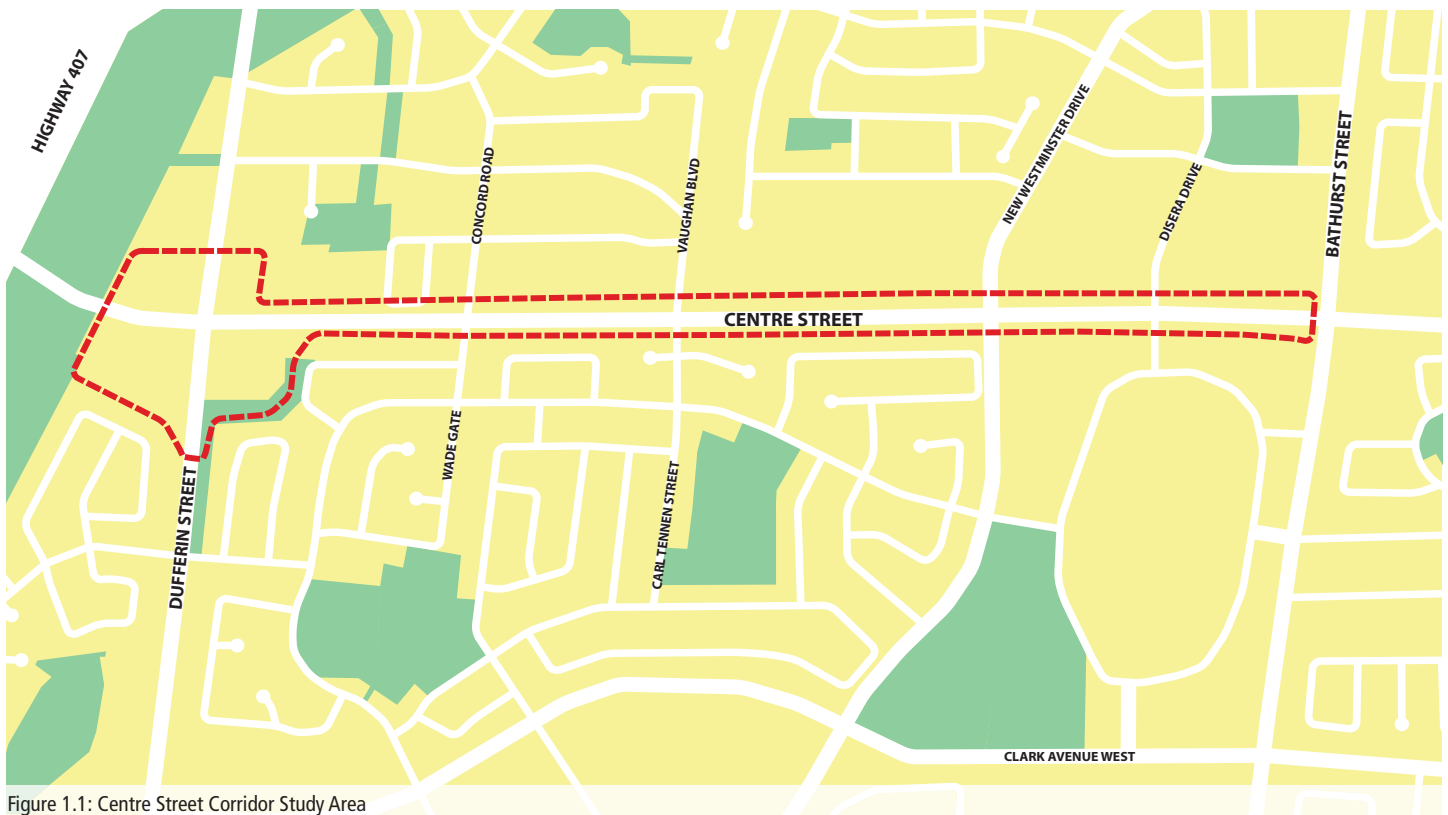 HIGHWAY 407
CONCORD ROAD
VAUGHAN BLVD
NEW WESTMINSTER DRIVE
DISERA DRIVE
BATHURST STREET
CENTRE STREET
WADE GATE
DUFFERIN STREET
CARL TENNEN STREET
CLARK AVENUE WEST
Figure 1.1: Centre Street Corridor Study Area